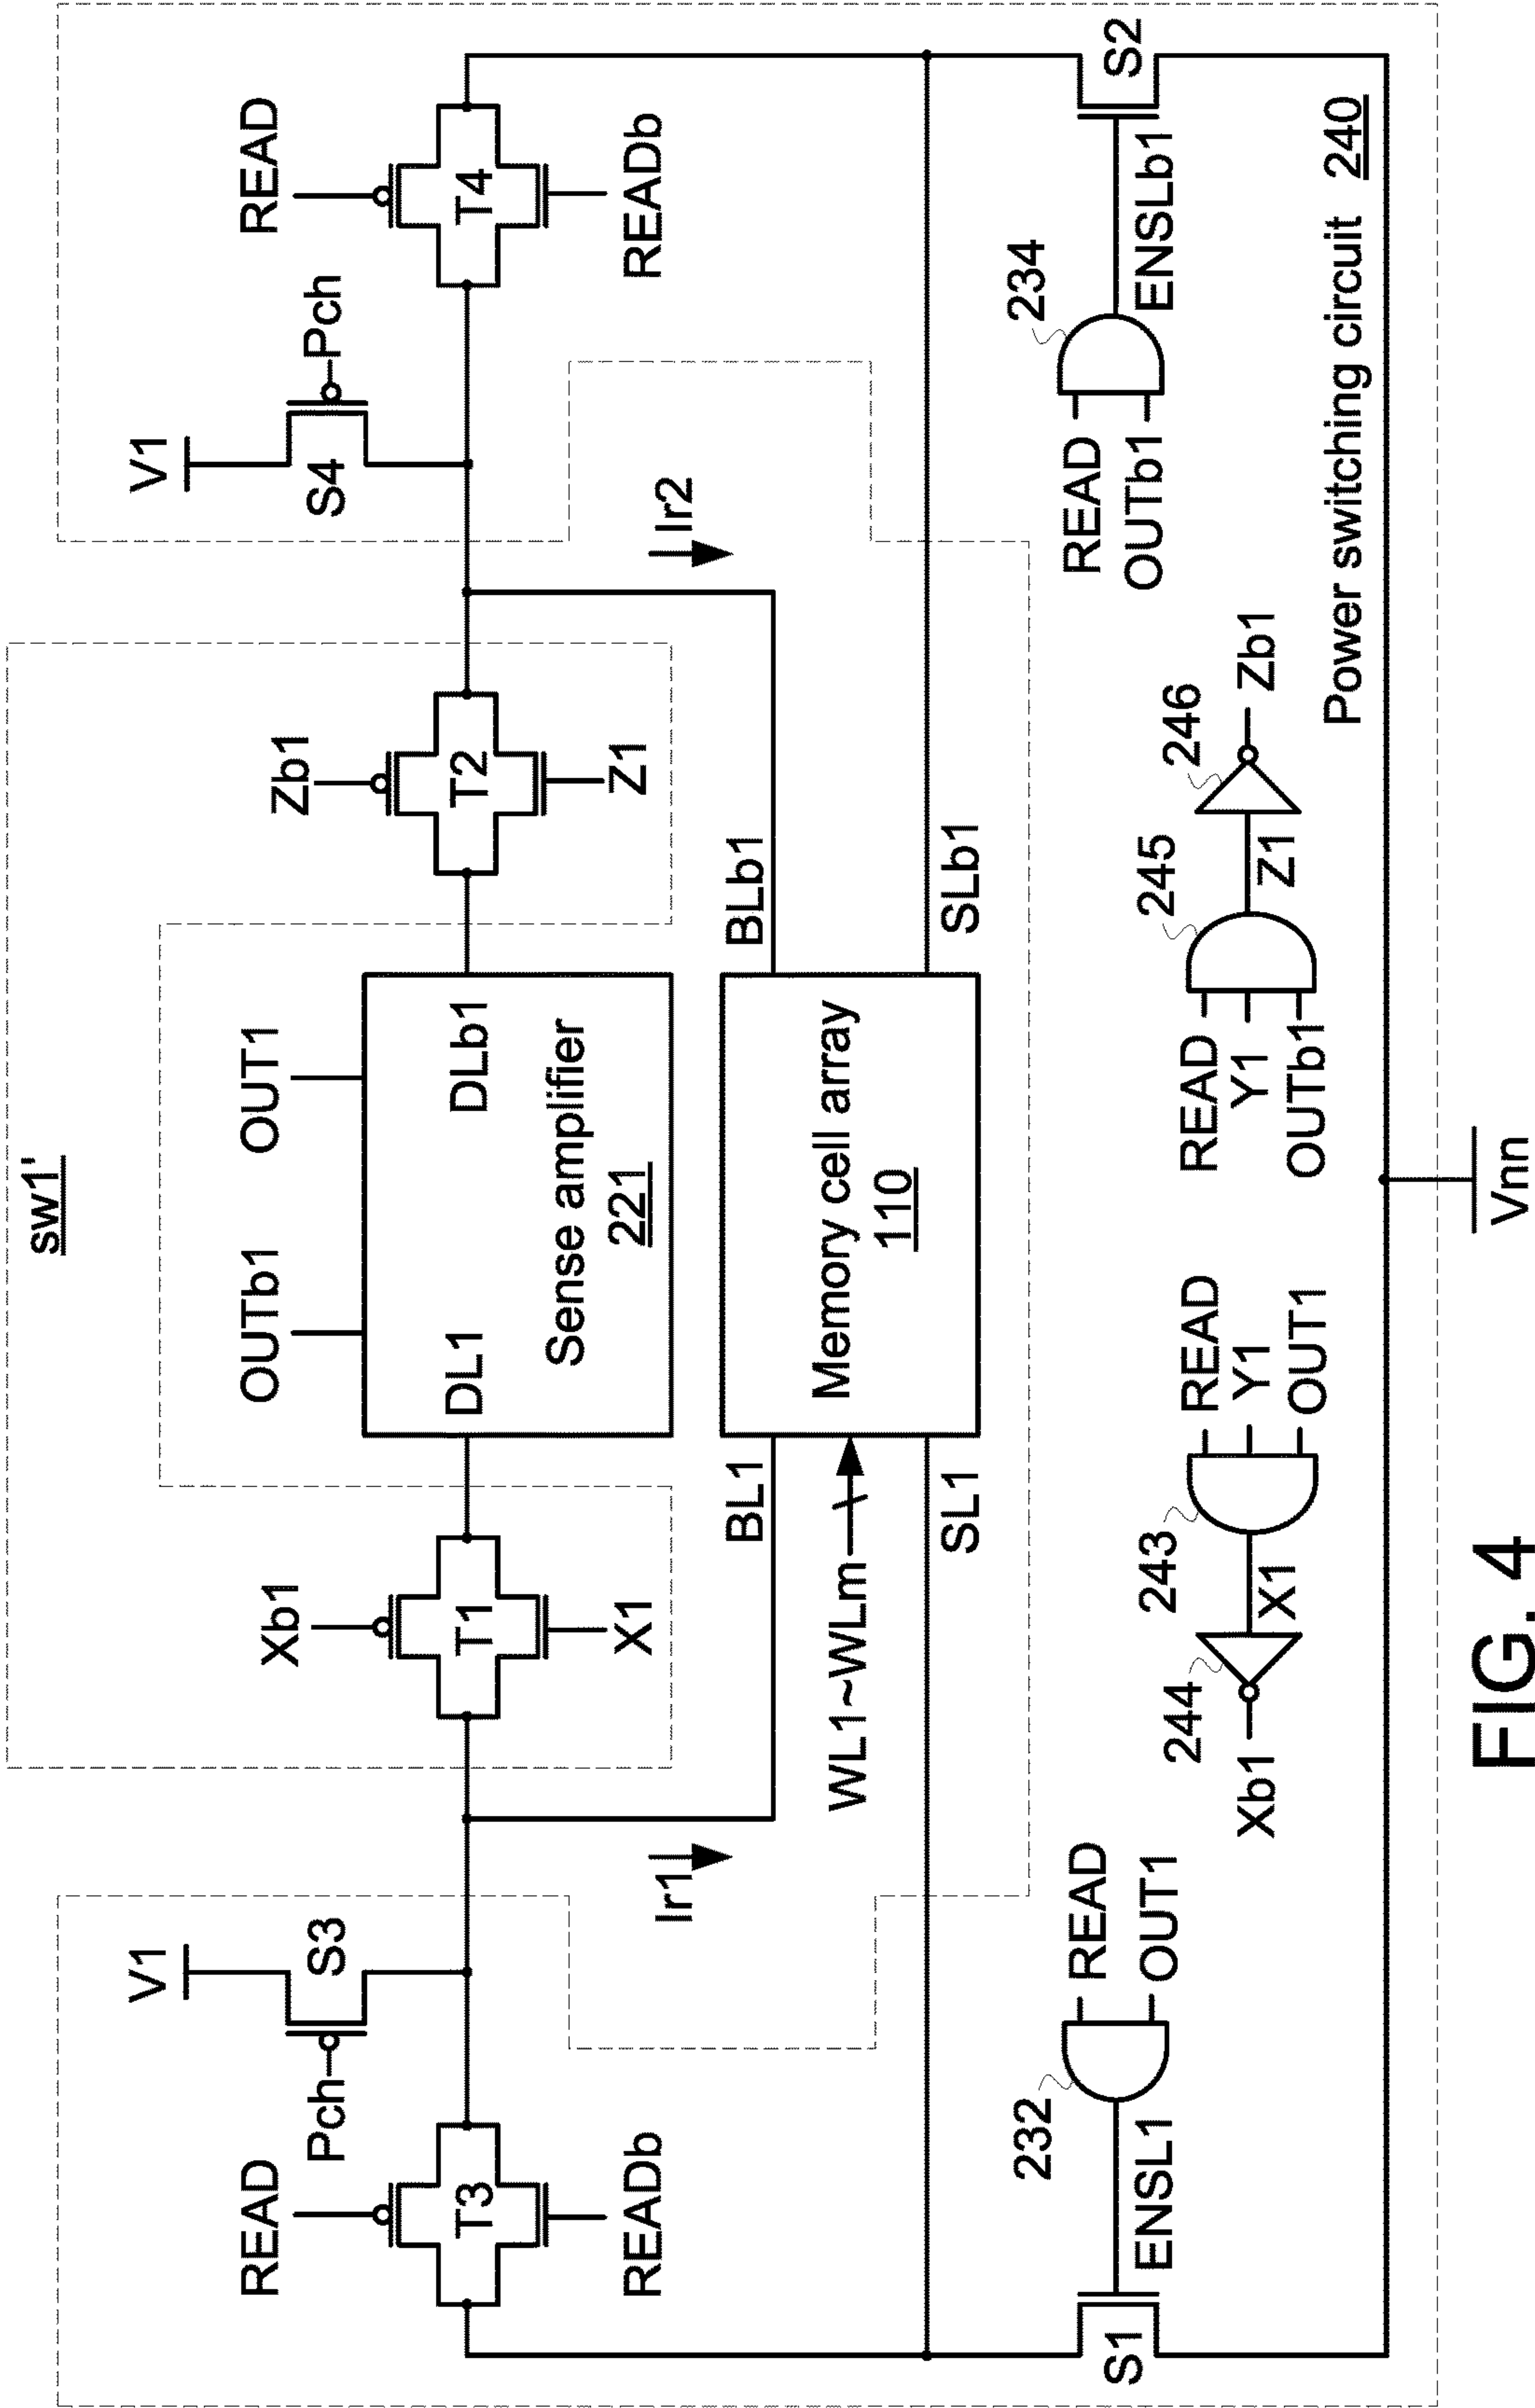 sw1'
V1
V1
READ
Pch
S3
Xb1
OUTb1
OUT1
Zb1
S4
Pch
READ
T3
T1
DL1
DLb1
T2
T4
READb
X1
Sense amplifier
221
Z1
READb
Ir1
Ir2
BL1
BLb1
WL1~WLm
Memory cell array
110
SL1
SLb1
232
READ
OUT1
ENSL1
S1
READ
OUTb1
234
ENSLb1
S2
Xb1
244
X1
243
READ
Y1
OUT1
READ
Y1
OUTb1
245
Z1
246
Zb1
Power switching circuit 240
Vnn
FIG. 4